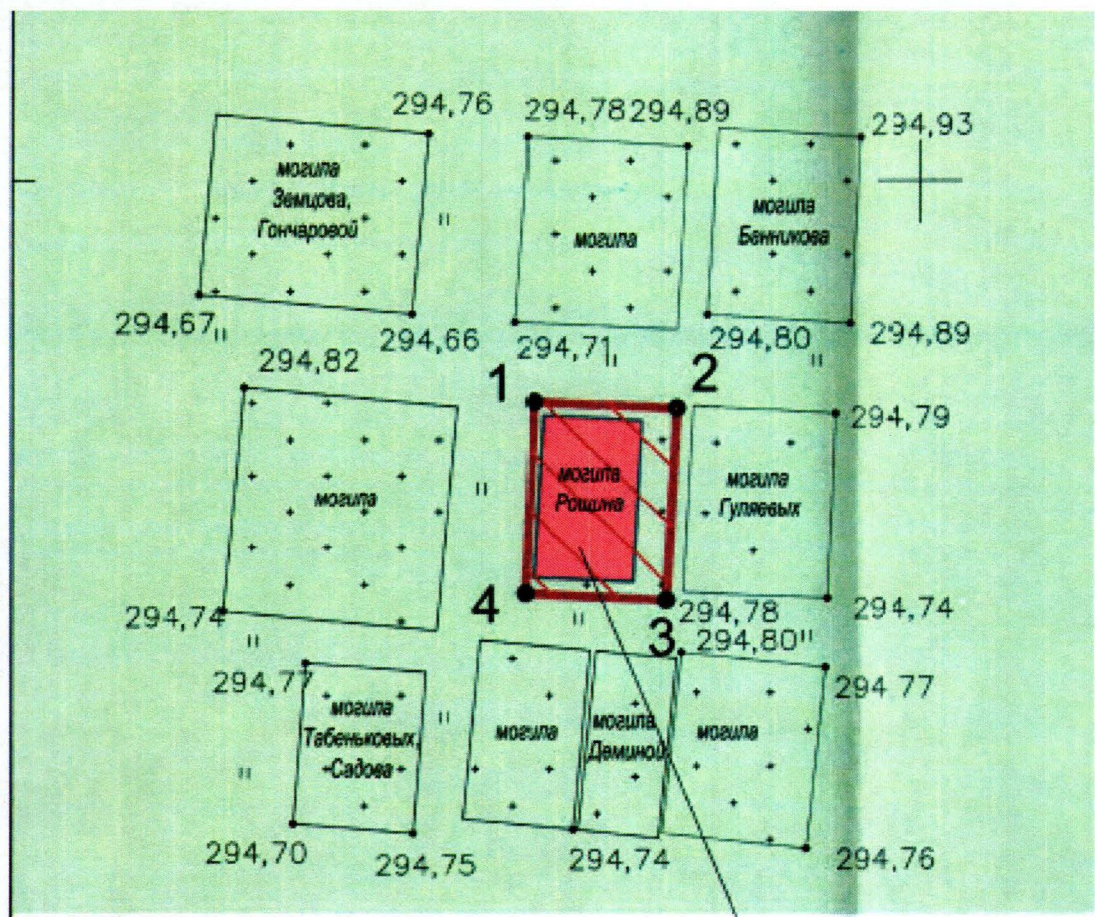 294,76
294,78 294,89
294,93
могила
Земцова,
Гончаровой
могила
могила
Банникова
294,67
294,66
294,71
294,80
294,89
294,82
1
2
294,79
могила
могила
Рощина
могила
Гуляевых
294,74
4
294,78
3
294,74
294,80
294,77
294 77
могила
Табеньковых,
Садова
могила
могила
Деминой
могила
294,70
294,75
294,74
294,76